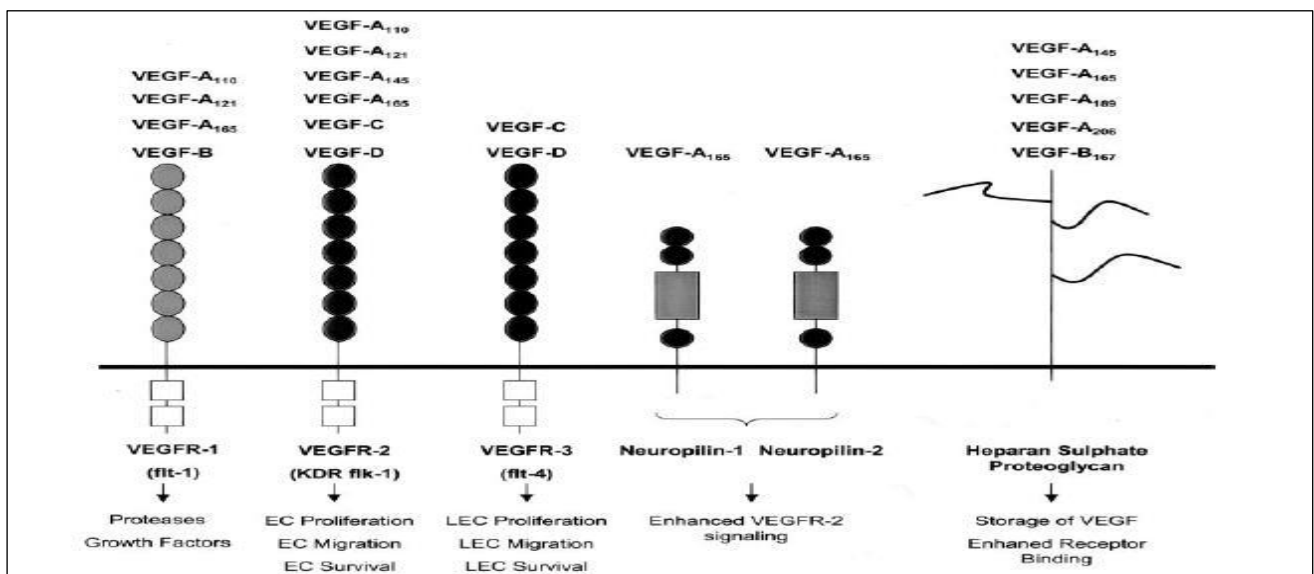 VEGF-A110
VEGF-A121
VEGF-A165
VEGF-B
VEGF-A110
VEGF-A121
VEGF-A145
VEGF-A165
VEGF-C
VEGF-D
VEGF-C
VEGF-D
VEGF-A165
VEGF-A165
VEGF-A145
VEGF-A165
VEGF-A189
VEGF-A206
VEGF-B167
VEGFR-1
(flt-1)
Proteases
Growth Factors
VEGFR-2
(KDR flk-1)
EC Proliferation
EC Migration
EC Survival
VEGFR-3
(flt-4)
LEC Proliferation
LEC Migration
LEC Survival
Neuropilin-1 Neuropilin-2
Enhanced VEGFR-2
signaling
Heparan Sulphate
Proteoglycan
Storage of VEGF
Enhaned Receptor
Binding